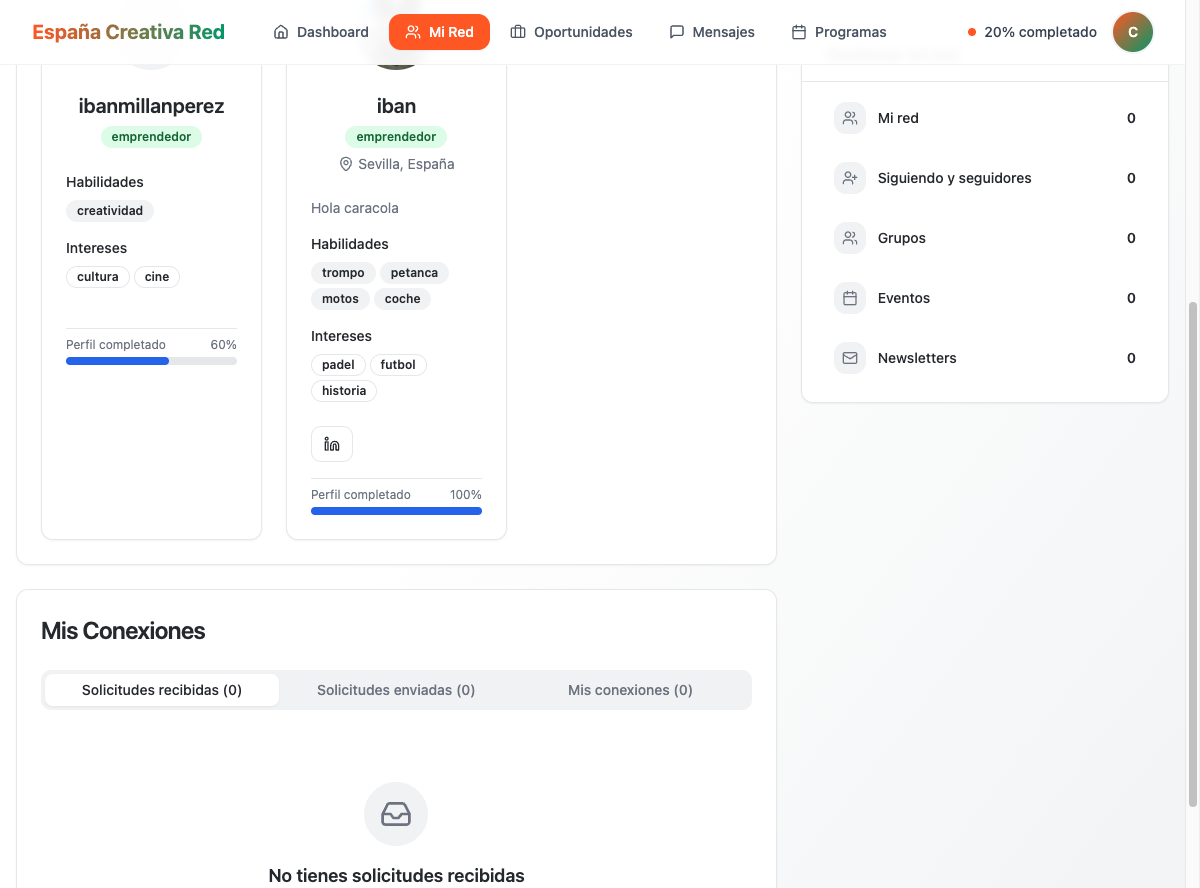 España Creativa Red
Dashboard
Mi Red
Oportunidades
Mensajes
Programas
20% completado
C
ibanmillanperez
emprendedor
Habilidades
creatividad
Intereses
cultura cine
Perfil completado 60%
iban
emprendedor
Sevilla, España
Hola caracola
Habilidades
trompo petanca
motos coche
Intereses
padel futbol
historia
in
Perfil completado 100%
Mi red 0
Siguiendo y seguidores 0
Grupos 0
Eventos 0
Newsletters 0
Mis Conexiones
Solicitudes recibidas (0)
Solicitudes enviadas (0)
Mis conexiones (0)
No tienes solicitudes recibidas